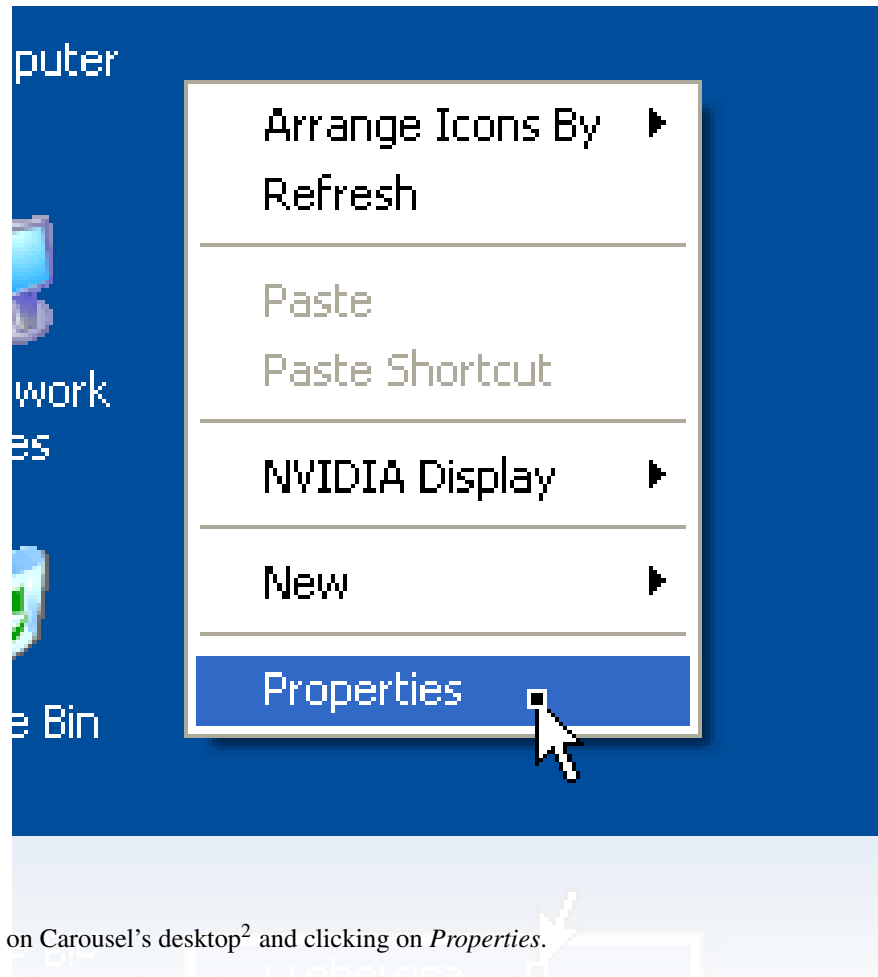 puter
Arrange Icons By
Refresh
Paste
Paste Shortcut
work
es
NVIDIA Display
New
Properties
e Bin
on Carousel's desktop2 and clicking on Properties.